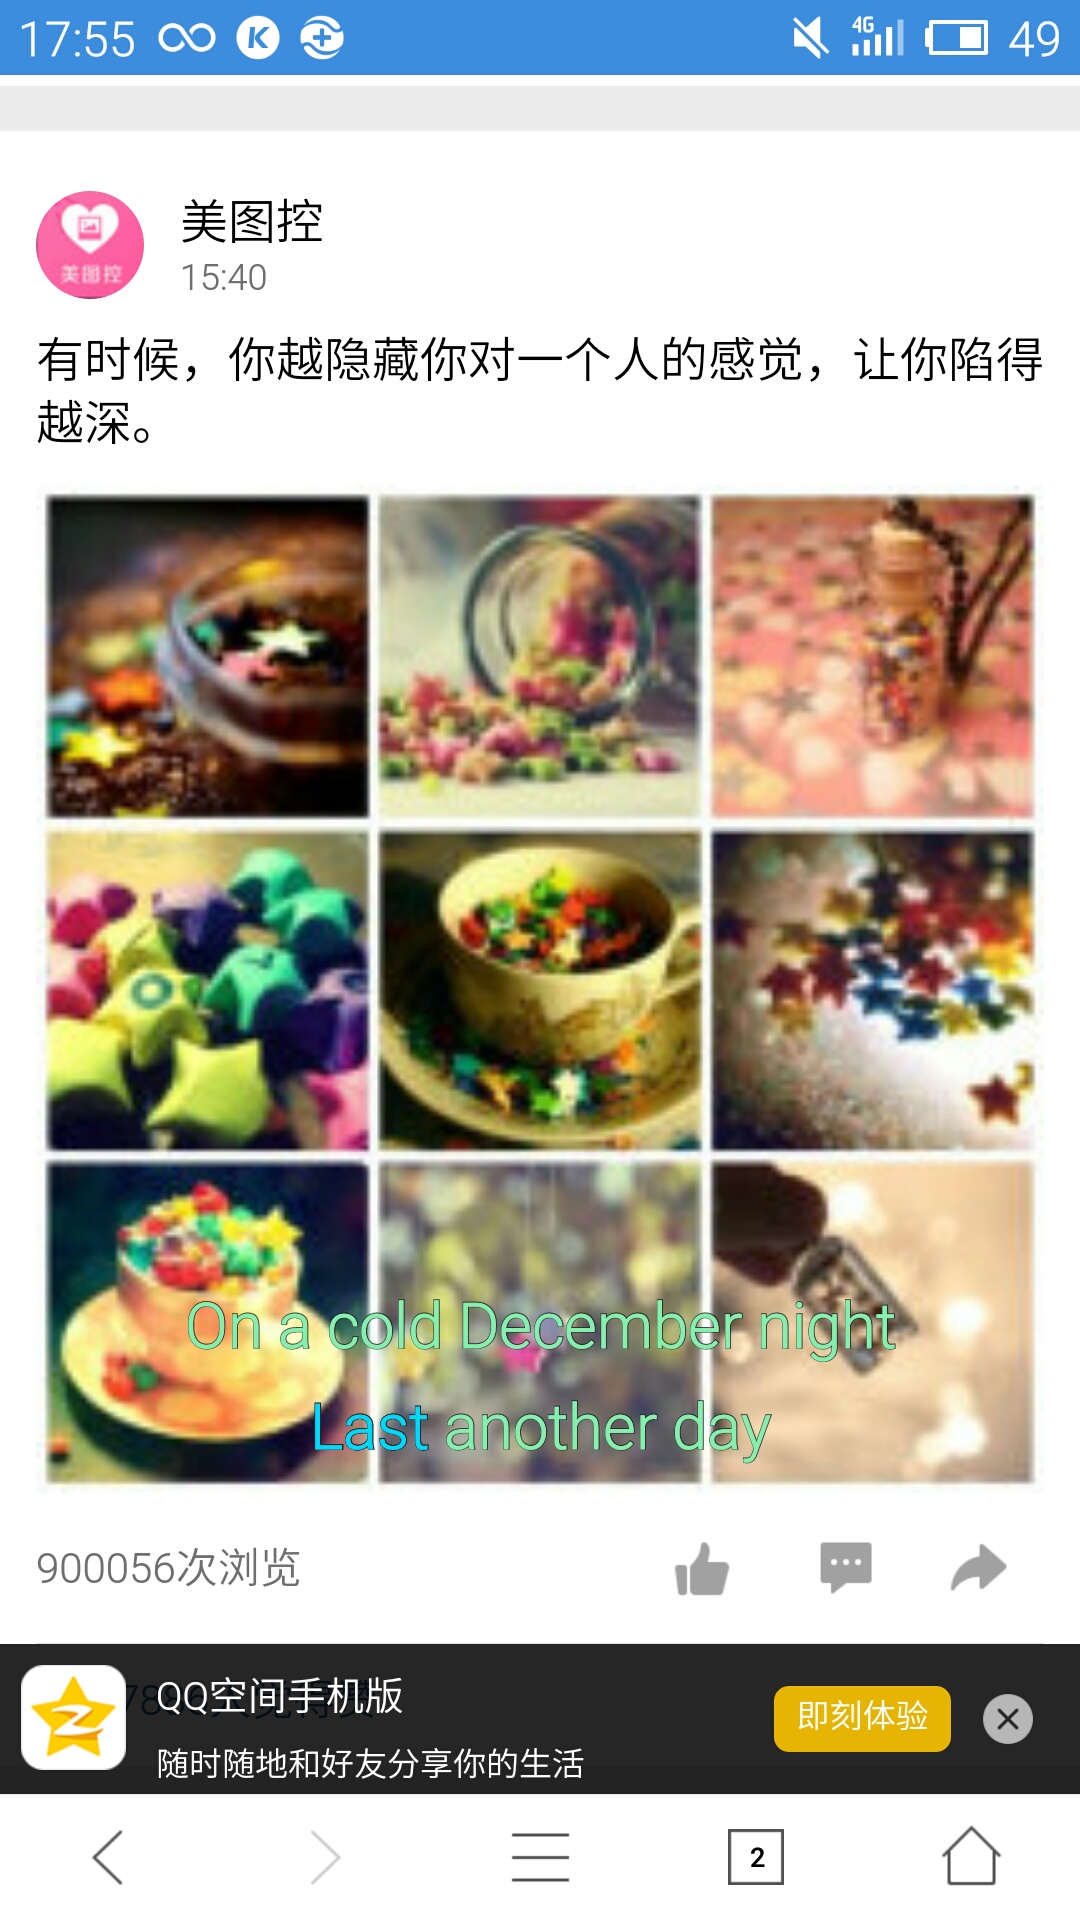 17:55
4G
49
美图控
美图控
15:40
有时候，你越隐藏你对一个人的感觉，让你陷得
越深。
On a cold December night
Last another day
900056次浏览
QQ空间手机版
即刻体验
随时随地和好友分享你的生活
2